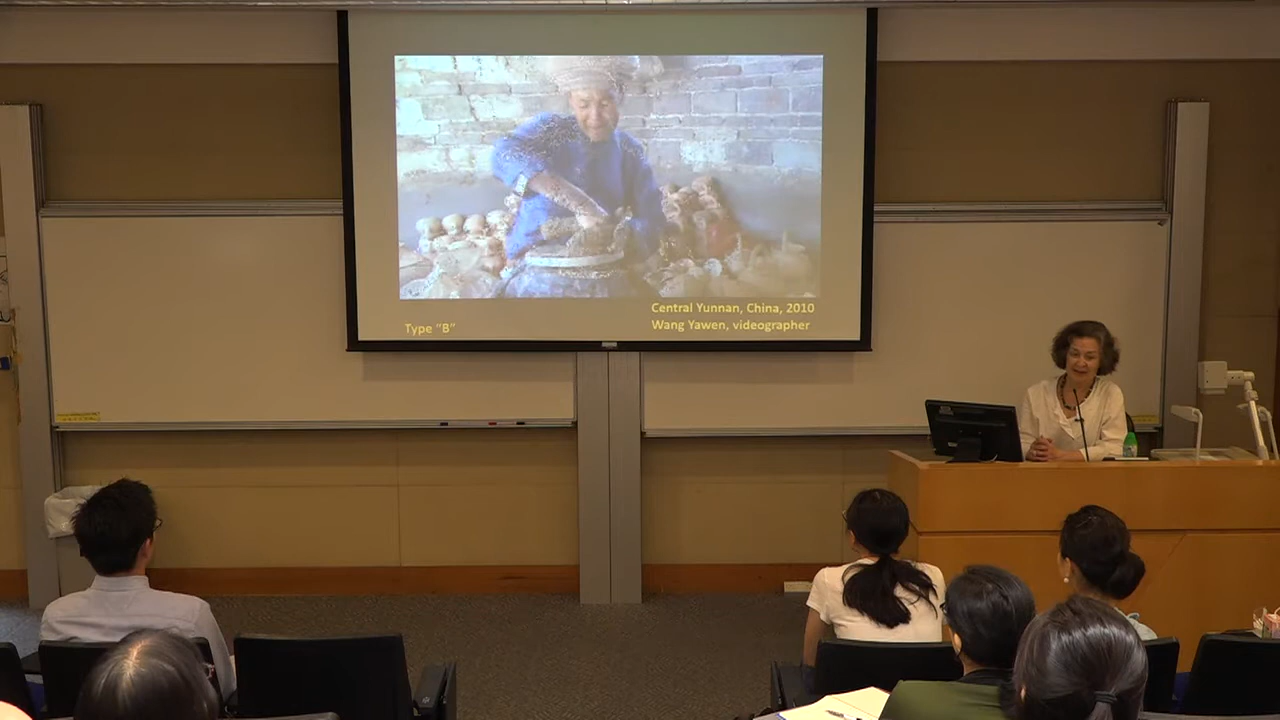 Central Yunnan, China, 2010
Type "B"
Wang Yawen, videographer